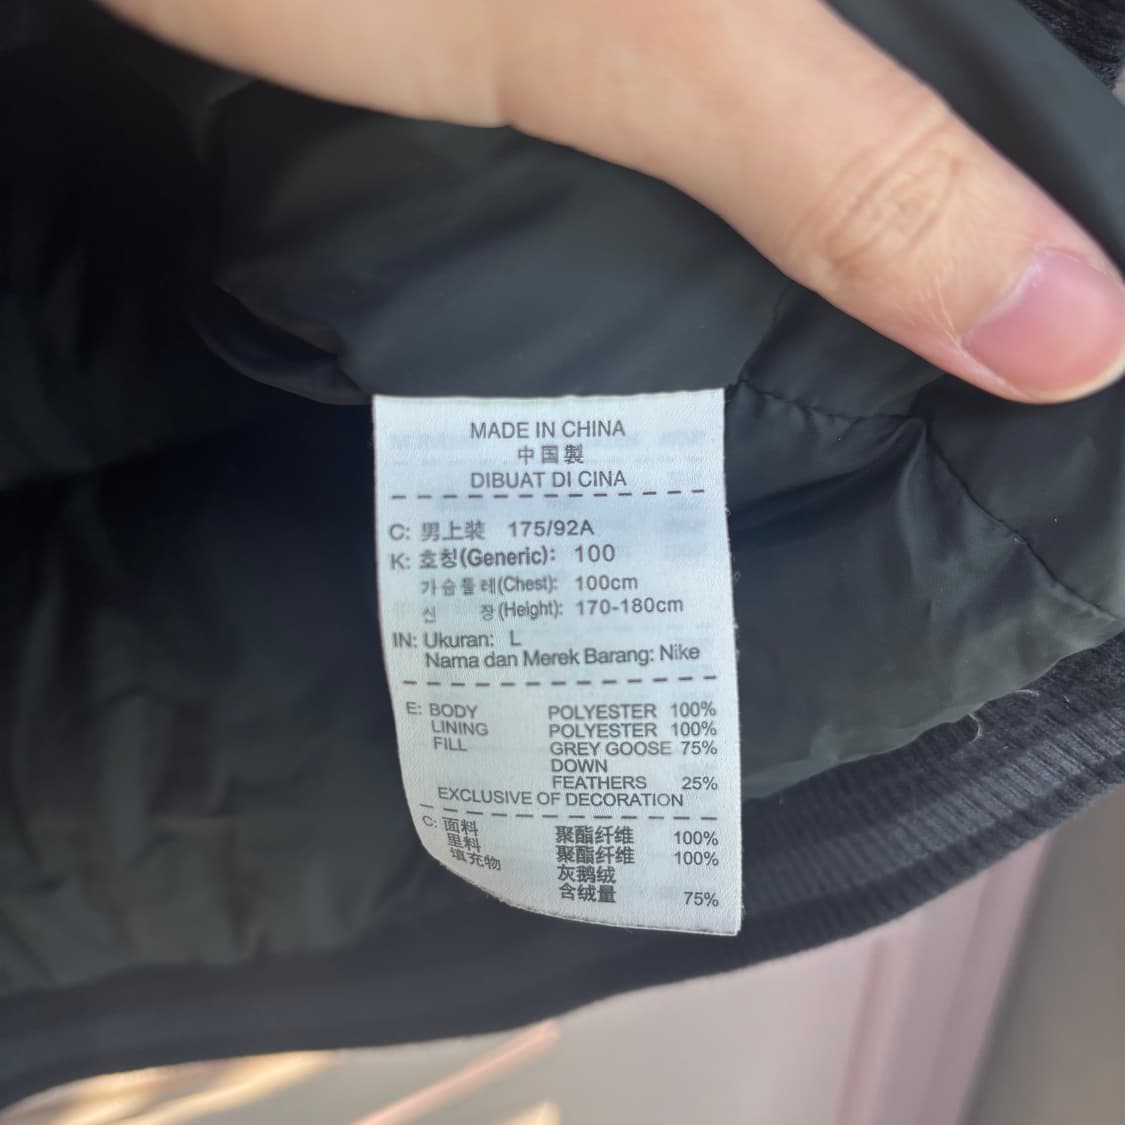 MADE IN CHINA
中国製
DIBUAT DI CINA
C: 男上装 175/92A
K: 호칭(Generic): 100
가슴둘레(Chest): 100cm
신 장(Height): 170-180cm
IN: Ukuran: L
Nama dan Merek Barang: Nike
E: BODY POLYESTER 100%
LINING POLYESTER 100%
FILL GREY GOOSE 75%
DOWN
FEATHERS 25%
EXCLUSIVE OF DECORATION
C: 面料 聚酯纤维 100%
里料 聚酯纤维 100%
填充物 灰鹅绒
含绒量 75%